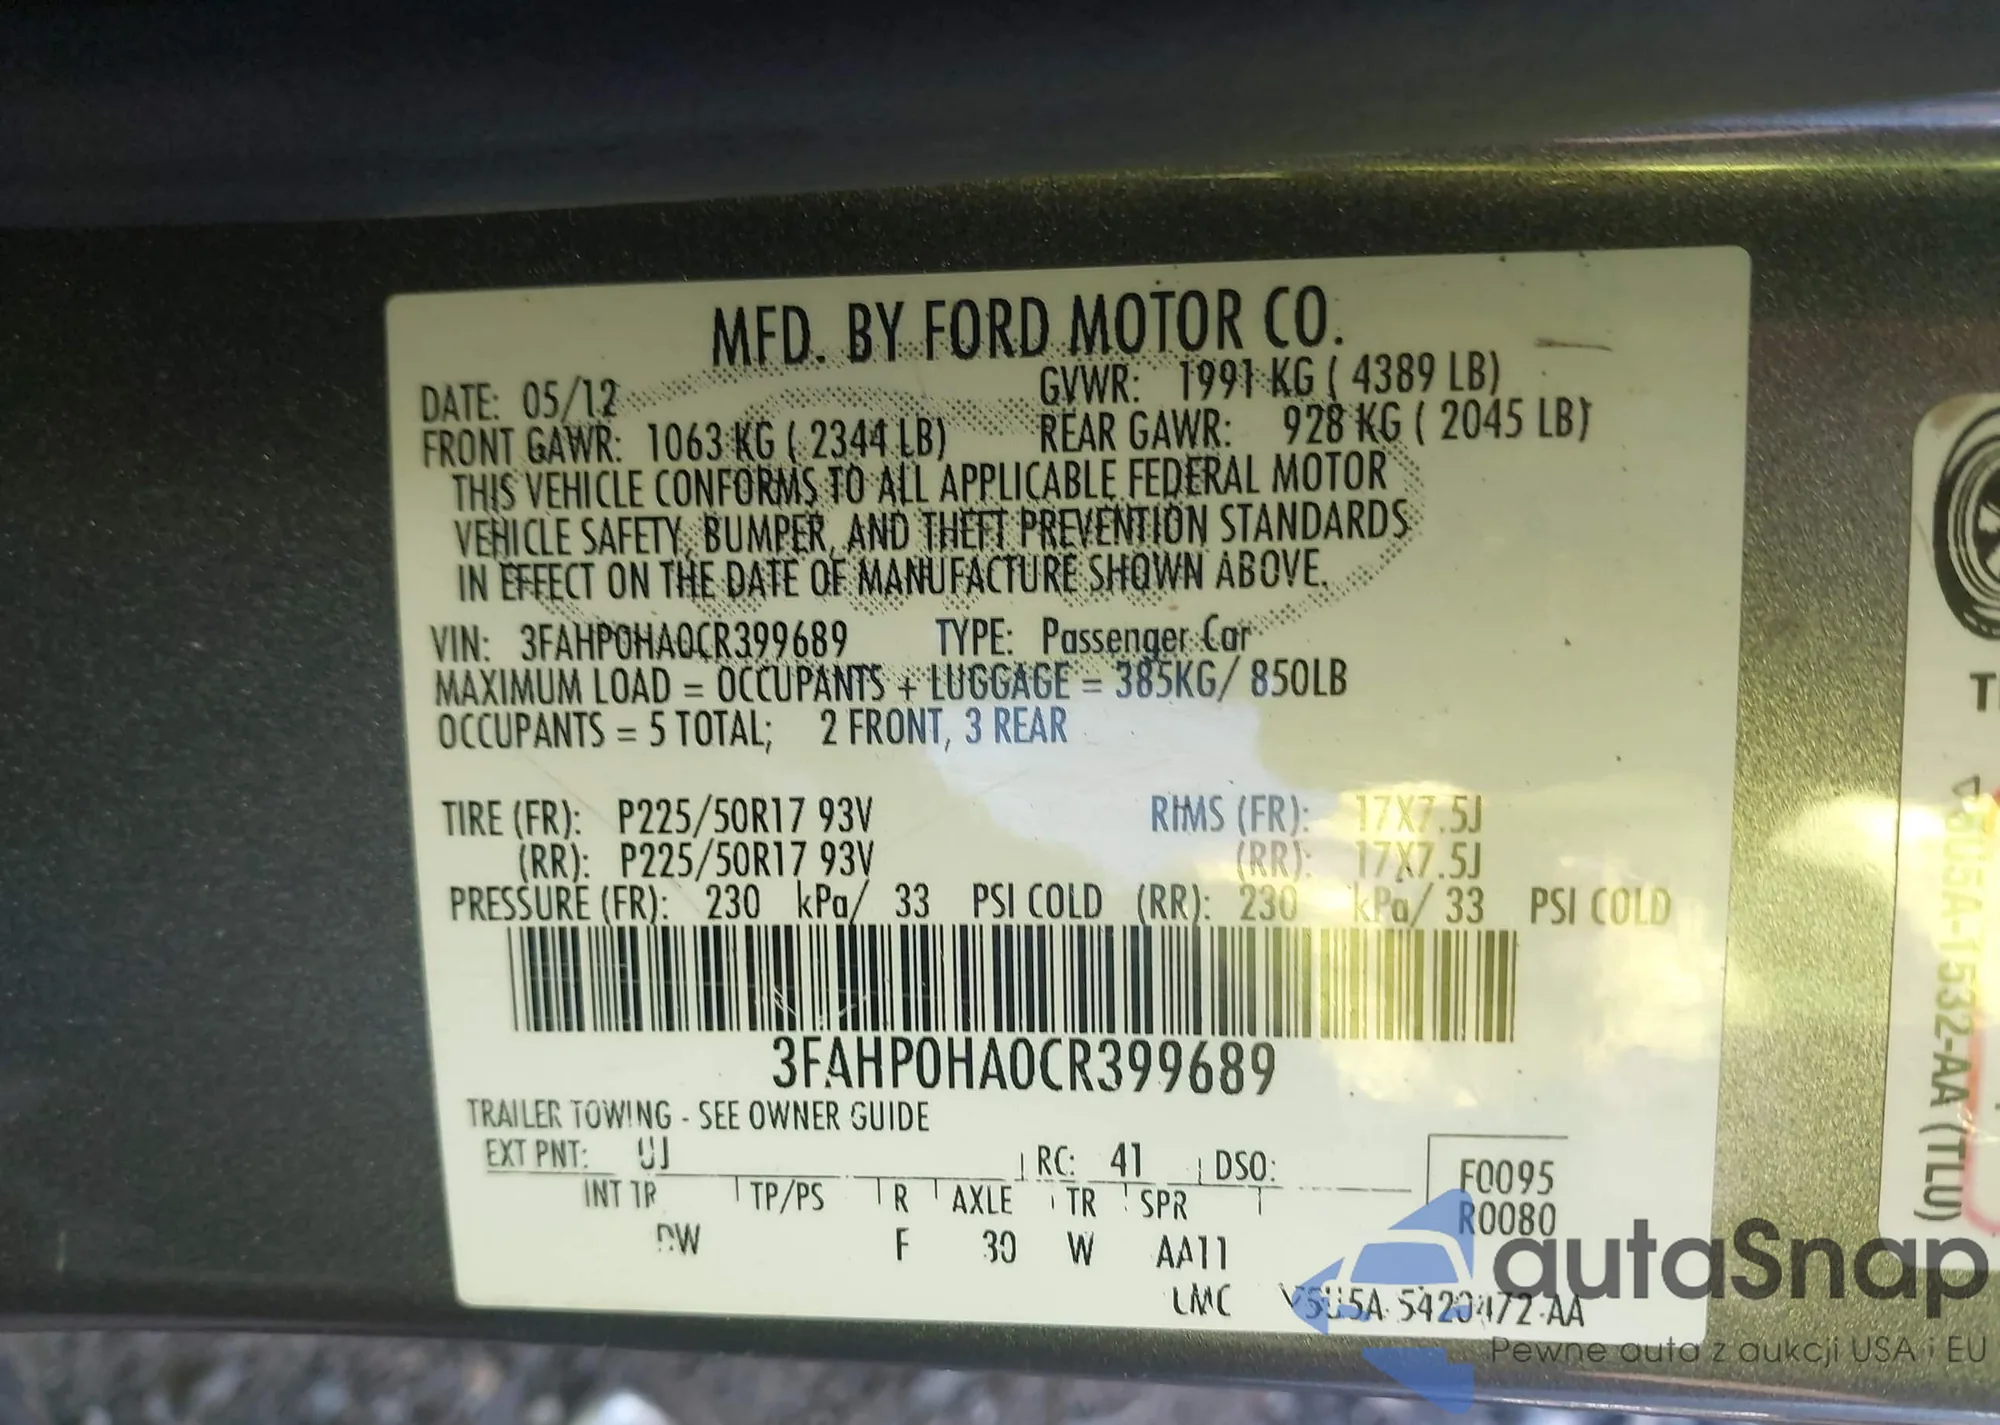 MFD. BY FORD MOTOR CO.
DATE: 05/12 GVWR: 1991 KG ( 4389 LB)
FRONT GAWR: 1063 KG ( 2344 LB) REAR GAWR: 928 KG ( 2045 LB)
THIS VEHICLE CONFORMS TO ALL APPLICABLE FEDERAL MOTOR
VEHICLE SAFETY, BUMPER, AND THEFT PREVENTION STANDARDS
IN EFFECT ON THE DATE OF MANUFACTURE SHOWN ABOVE.
VIN: 3FAHP0HA0CR399689 TYPE: Passenger Car
MAXIMUM LOAD = OCCUPANTS + LUGGAGE = 385KG/ 850LB
OCCUPANTS = 5 TOTAL; 2 FRONT, 3 REAR
TIRE (FR): P225/50R17 93V RIMS (FR): 17X7.5J
(RR): P225/50R17 93V (RR): 17X7.5J
PRESSURE (FR): 230 kPa/ 33 PSI COLD (RR): 230 kPa/ 33 PSI COLD
3FAHP0HA0CR399689
TRAILER TOWING - SEE OWNER GUIDE
EXT PNT: UJ RC: 41 DSO:
F0095
R0080
INT TR TP/PS R AXLE TR SPR
F 30 W AA11
LMC 5420472-AA
-1532-AA (TLU)
autaSnap
Pewne auta z aukcji USA i EU